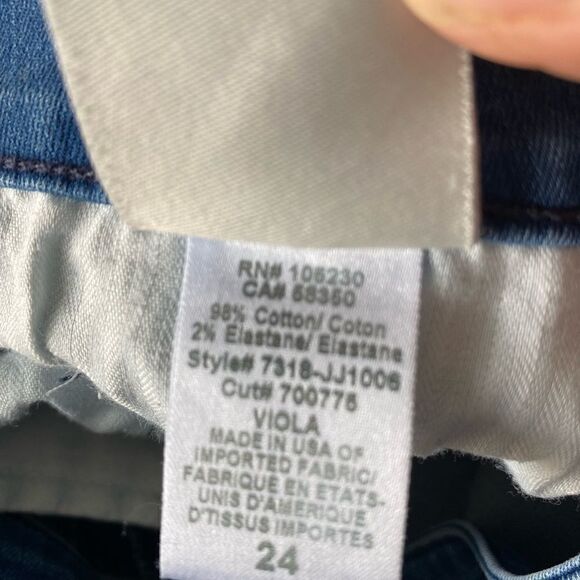 RN# 105230
CA# 58350
98% Cotton/ Coton
2% Elastane/ Elastane
Style# 7318-JJ1006
Cut# 700775
VIOLA
MADE IN USA OF
IMPORTED FABRIC/
FABRIQUE EN ETATS-
UNIS D'AMERIQUE
D'TISSUS IMPORTES
24